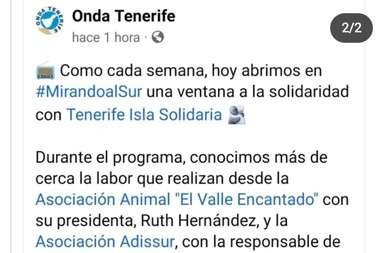 ONDA TENERIFE
Onda Tenerife
hace 1 hora ·
2/2
📻 Como cada semana, hoy abrimos en
#MirandoalSur una ventana a la solidaridad
con Tenerife Isla Solidaria 🫂
Durante el programa, conocimos más de
cerca la labor que realizan desde la
Asociación Animal "El Valle Encantado" con
su presidenta, Ruth Hernández, y la
Asociación Adissur, con la responsable de